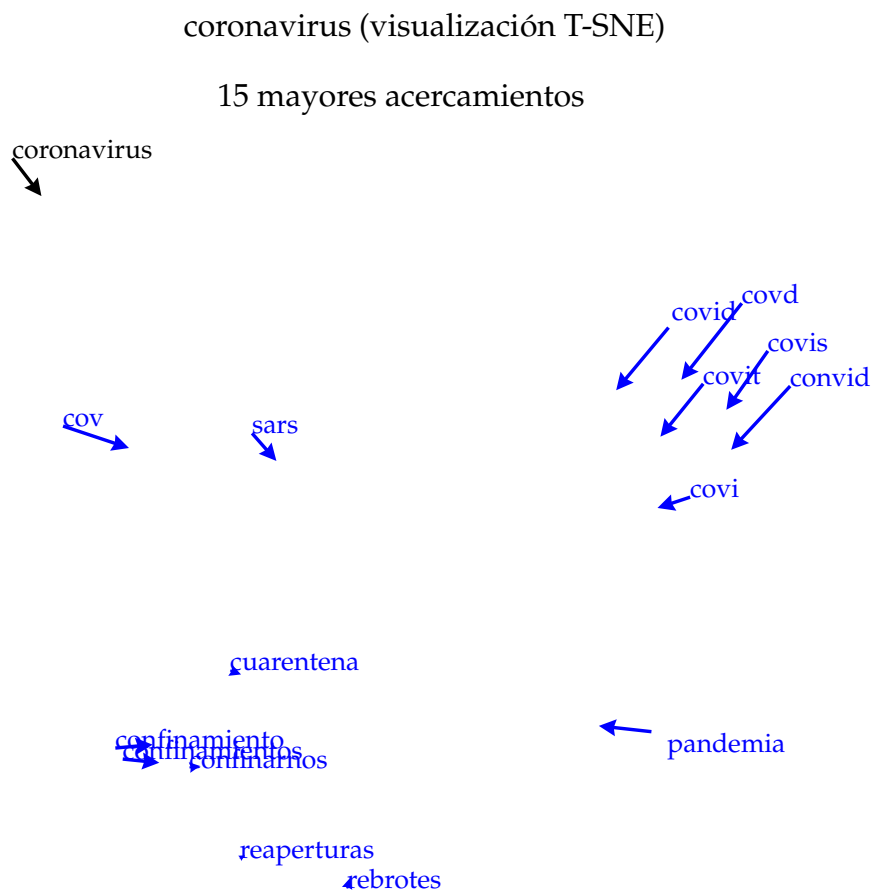 coronavirus (visualización T-SNE)
15 mayores acercamientos
coronavirus
covd
covid
covis
covit
convid
cov
sars
covi
cuarentena
confinamiento
pandemia
confinamientos
confinarnos
reaperturas
rebrotes